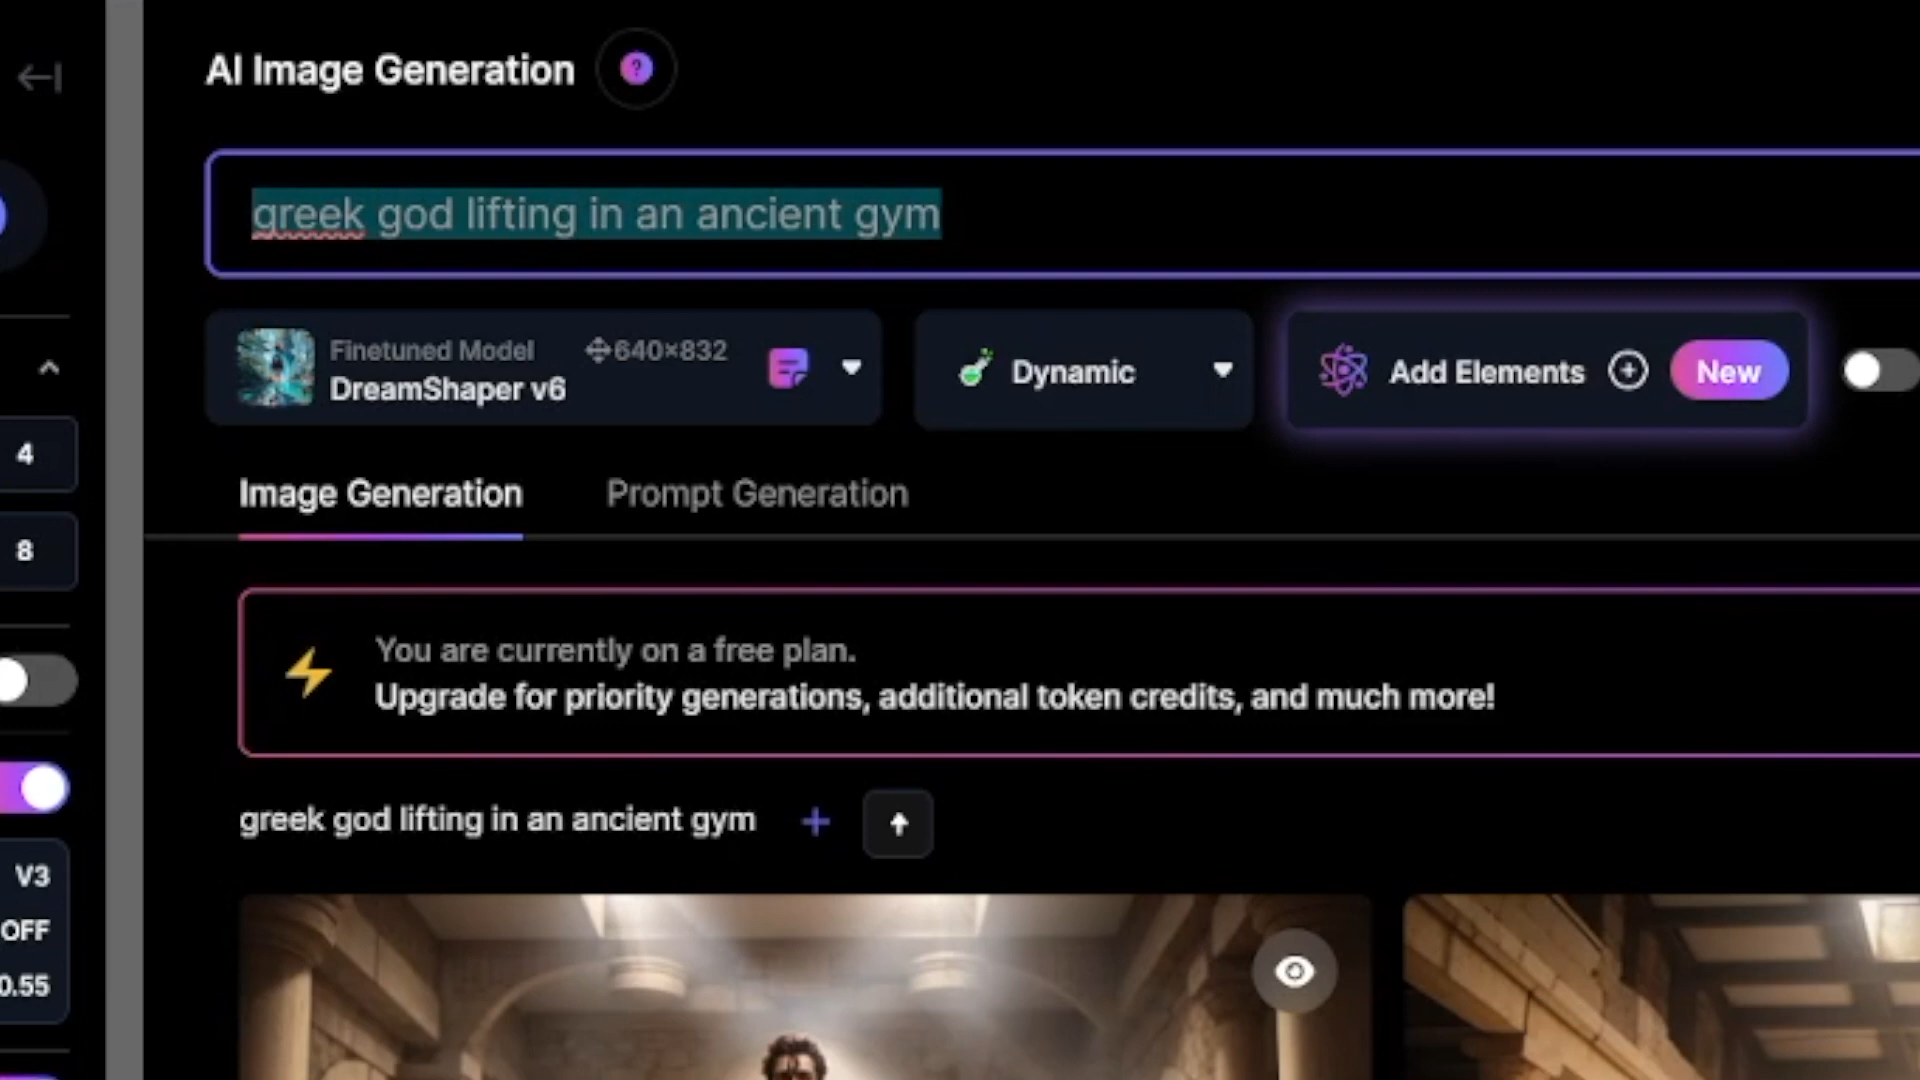 AI Image Generation ?
greek god lifting in an ancient gym
Finetuned Model 640×832
DreamShaper v6
Dynamic
Add Elements
New
4
8
Image Generation
Prompt Generation
You are currently on a free plan.
Upgrade for priority generations, additional token credits, and much more!
greek god lifting in an ancient gym
V3
OFF
0.55